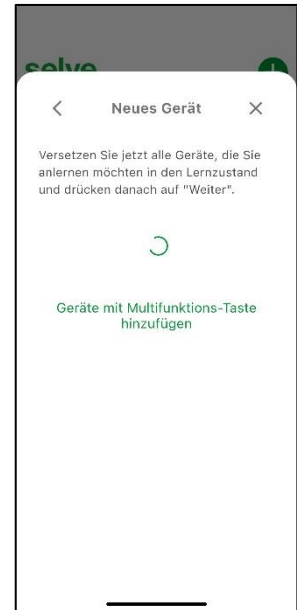 selve
Neues Gerät
Versetzen Sie jetzt alle Geräte, die Sie
anlernen möchten in den Lernzustand
und drücken danach auf "Weiter".
Geräte mit Multifunktions-Taste
hinzufügen